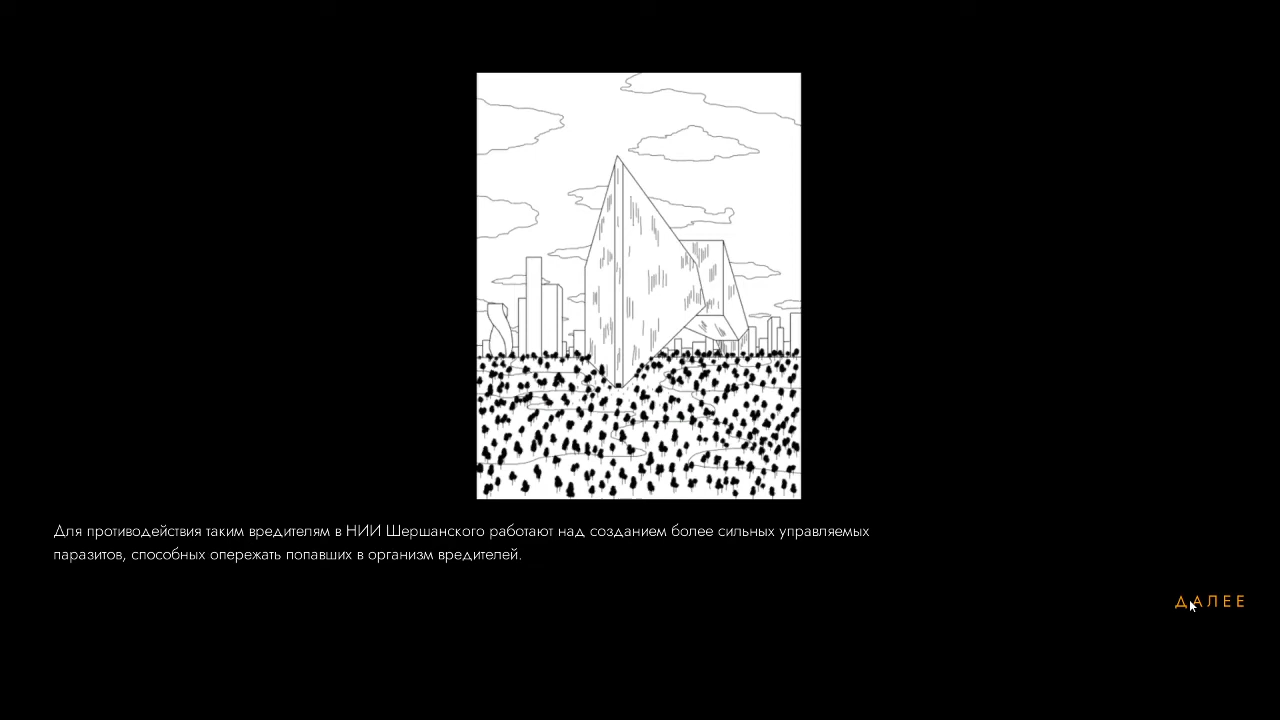 Для противодействия таким вредителям в НИИ Шершанского работают над созданием более сильных управляемых
паразитов, способных опережать попавших в организм вредителей.
ДАЛЕЕ